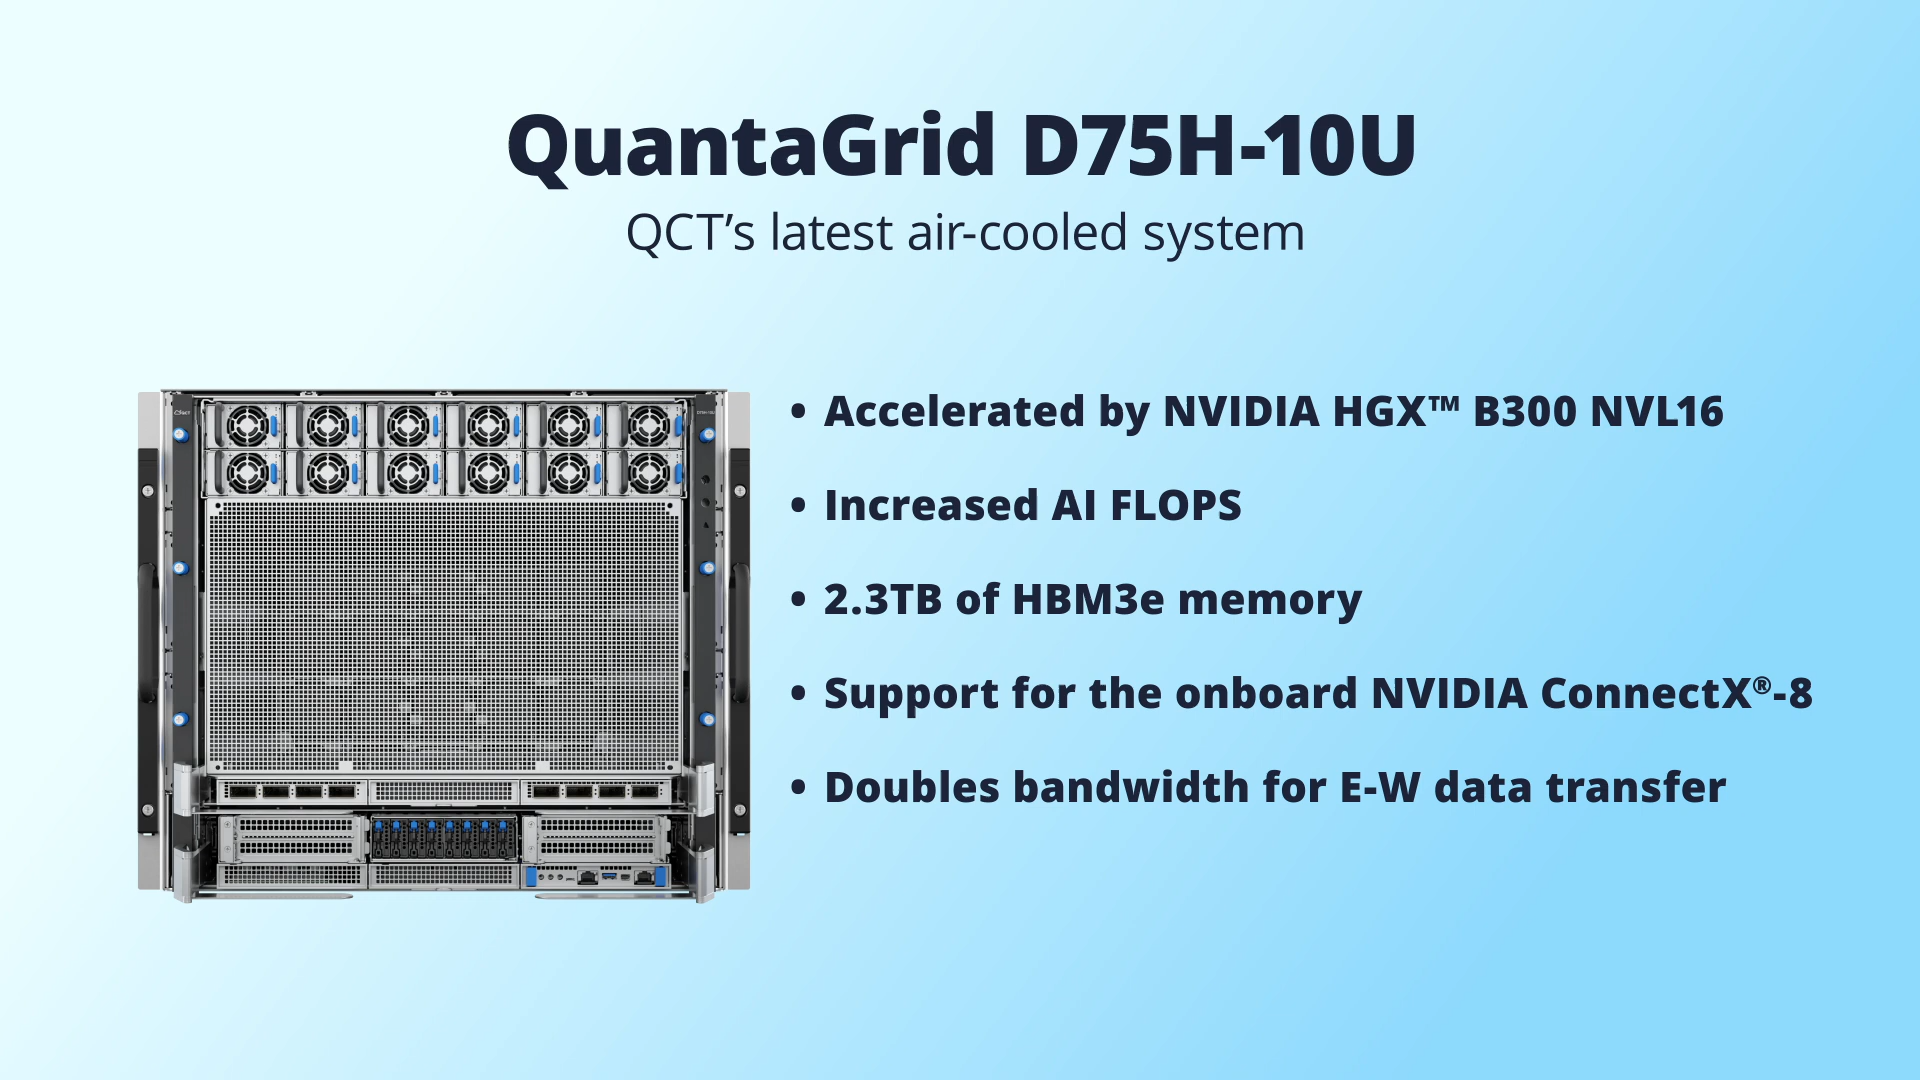 QuantaGrid D75H-10U
QCT’s latest air-cooled system
• Accelerated by NVIDIA HGX™ B300 NVL16
• Increased AI FLOPS
• 2.3TB of HBM3e memory
• Support for the onboard NVIDIA ConnectX®-8
• Doubles bandwidth for E-W data transfer